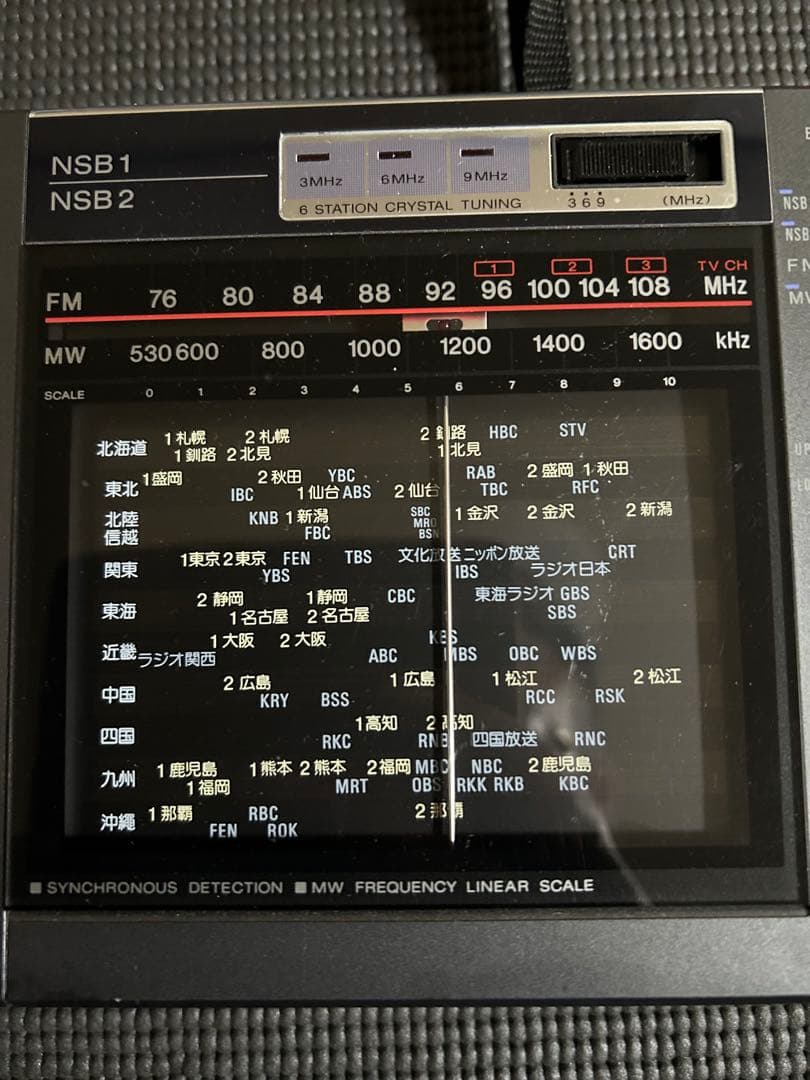 NSB1
NSB2
3MHz 6MHz 9MHz
6 STATION CRYSTAL TUNING
3 6 9 (MHz)
NSB
NSB
1 2 3 TV CH
FM 76 80 84 88 92 96 100 104 108 MHz
MW 530 600 800 1000 1200 1400 1600 kHz
SCALE 0 1 2 3 4 5 6 7 8 9 10
北海道 1札幌 2札幌 2釧路 HBC STV
1釧路 2北見 1北見
東北 1盛岡 2秋田 YBC RAB 2盛岡 1秋田
IBC 1仙台 ABS 2仙台 TBC RFC
北陸 KNB 1新潟 SBC 1金沢 2金沢 2新潟
信越 FBC MRO BSN
関東 1東京 2東京 FEN TBS 文化放送 ニッポン放送 CRT
YBS IBS ラジオ日本
東海 2静岡 1静岡 CBC 東海ラジオ GBS
1名古屋 2名古屋 SBS
近畿 1大阪 2大阪 KBS
ラジオ関西 ABC MBS OBC WBS
中国 2広島 1広島 1松江 2松江
KRY BSS RCC RSK
四国 1高知 2高知
RKC RNB 四国放送 RNC
九州 1鹿児島 1熊本 2熊本 2福岡 MBC NBC 2鹿児島
1福岡 MRT OBS RKK RKB KBC
沖縄 1那覇 RBC 2那覇
FEN ROK
■SYNCHRONOUS DETECTION ■MW FREQUENCY LINEAR SCALE